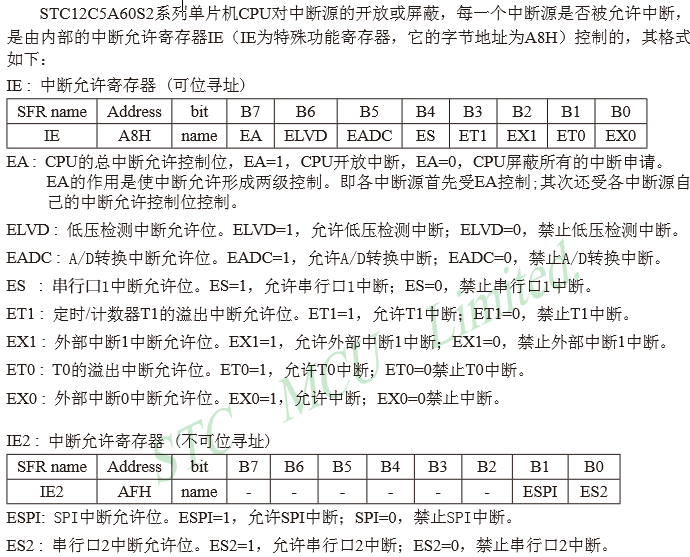 STC12C5A60S2系列单片机CPU对中断源的开放或屏蔽，每一个中断源是否被允许中断，
是由内部的中断允许寄存器IE（IE为特殊功能寄存器，它的字节地址为A8H）控制的，其格式
如下：
IE : 中断允许寄存器 (可位寻址)
SFR name Address bit B7 B6 B5 B4 B3 B2 B1 B0
IE A8H name EA ELVD EADC ES ET1 EX1 ET0 EX0
EA : CPU的总中断允许控制位，EA=1，CPU开放中断，EA=0，CPU屏蔽所有的中断申请。
EA的作用是使中断允许形成两级控制。即各中断源首先受EA控制;其次还受各中断源自
己的中断允许控制位控制。
ELVD : 低压检测中断允许位。ELVD=1，允许低压检测中断；ELVD=0，禁止低压检测中断。
EADC : A/D转换中断允许位。EADC=1，允许A/D转换中断；EADC=0，禁止A/D转换中断。
ES : 串行口1中断允许位。ES=1，允许串行口1中断；ES=0，禁止串行口1中断。
ET1 : 定时/计数器T1的溢出中断允许位。ET1=1，允许T1中断；ET1=0，禁止T1中断。
EX1 : 外部中断1中断允许位。EX1=1，允许外部中断1中断；EX1=0，禁止外部中断1中断。
ET0 : T0的溢出中断允许位。ET0=1，允许T0中断；ET0=0禁止T0中断。
EX0 : 外部中断0中断允许位。EX0=1，允许中断；EX0=0禁止中断。
STC MCU Limited.
IE2 : 中断允许寄存器 (不可位寻址)
SFR name Address bit B7 B6 B5 B4 B3 B2 B1 B0
IE2 AFH name - - - - - - ESPI ES2
ESPI: SPI中断允许位。ESPI=1，允许SPI中断；SPI=0，禁止SPI中断。
ES2 : 串行口2中断允许位。ES2=1，允许串行口2中断；ES2=0，禁止串行口2中断。